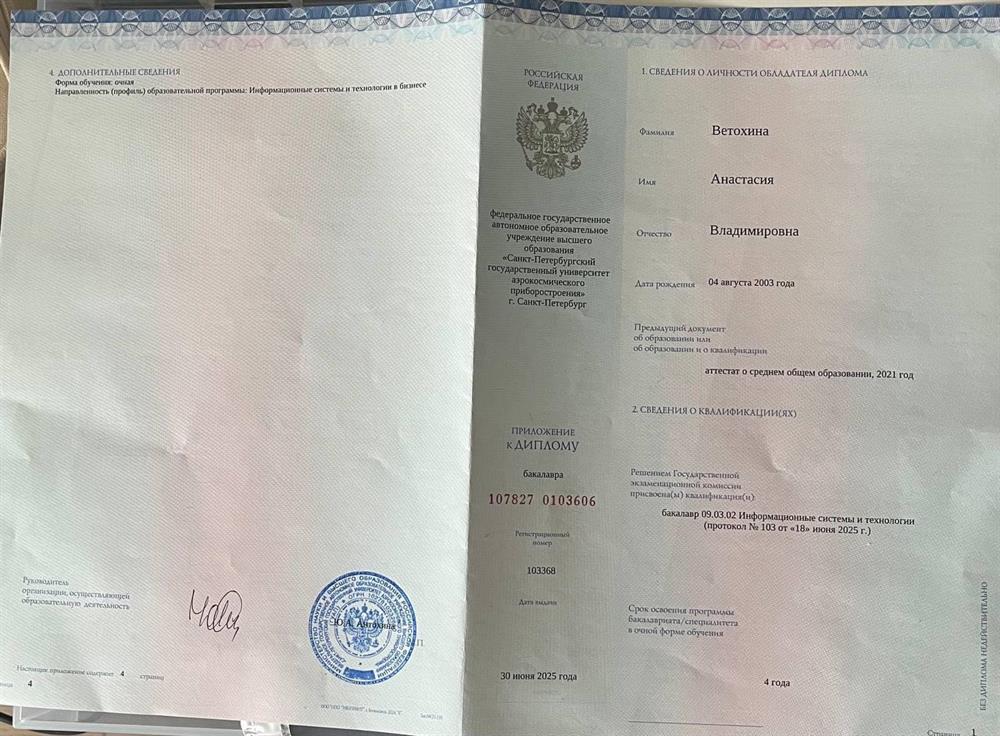 4. ДОПОЛНИТЕЛЬНЫЕ СВЕДЕНИЯ
Форма обучения: очная
Направленность (профиль) образовательной программы: Информационные системы и технологии в бизнесе
Руководитель
организации, осуществляющей
образовательную деятельность
Ю.А. Антохина
М.П.
Настоящее приложение содержит 4 страниц
4
РОССИЙСКАЯ
ФЕДЕРАЦИЯ
федеральное государственное
автономное образовательное
учреждение высшего
образования
«Санкт-Петербургский
государственный университет
аэрокосмического
приборостроения»
г. Санкт-Петербург
ПРИЛОЖЕНИЕ
к ДИПЛОМУ
бакалавра
107827 0103606
Регистрационный
номер
103368
Дата выдачи
30 июня 2025 года
1. СВЕДЕНИЯ О ЛИЧНОСТИ ОБЛАДАТЕЛЯ ДИПЛОМА
Фамилия Ветохина
Имя Анастасия
Отчество Владимировна
Дата рождения 04 августа 2003 года
Предыдущий документ
об образовании или
об образовании и о квалификации
аттестат о среднем общем образовании, 2021 год
2. СВЕДЕНИЯ О КВАЛИФИКАЦИИ(ЯХ)
Решением Государственной
экзаменационной комиссии
присвоена(ы) квалификация(и):
бакалавр 09.03.02 Информационные системы и технологии
(протокол № 103 от «18» июня 2025 г.)
Срок освоения программы
бакалавриата/специалитета
в очной форме обучения
4 года
БЕЗ ДИПЛОМА НЕДЕЙСТВИТЕЛЬНО
Страница 1